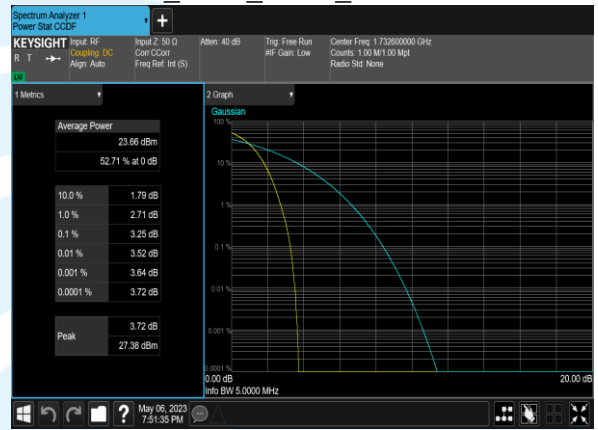 Spectrum Analyzer 1
Power Stat CCDF
+
KEYSIGHT Input: RF Input Z: 50 Ω Atten: 40 dB Trig: Free Run Center Freq: 1.732600000 GHz
R T Coupling: DC Corr CCorr #IF Gain: Low Counts: 1.00 M/1.00 Mpt
Align: Auto Freq Ref: Int (S) Radio Std: None
1 Metrics
Average Power
23.66 dBm
52.71 % at 0 dB
10.0 % 1.79 dB
1.0 % 2.71 dB
0.1 % 3.25 dB
0.01 % 3.52 dB
0.001 % 3.64 dB
0.0001 % 3.72 dB
Peak 3.72 dB
27.38 dBm
2 Graph
Gaussian
100 %
10 %
1 %
0.1 %
0.01 %
0.001 %
0.0001 %
0.00 dB 20.00 dB
Info BW 5.0000 MHz
? May 06, 2023
7:51:35 PM